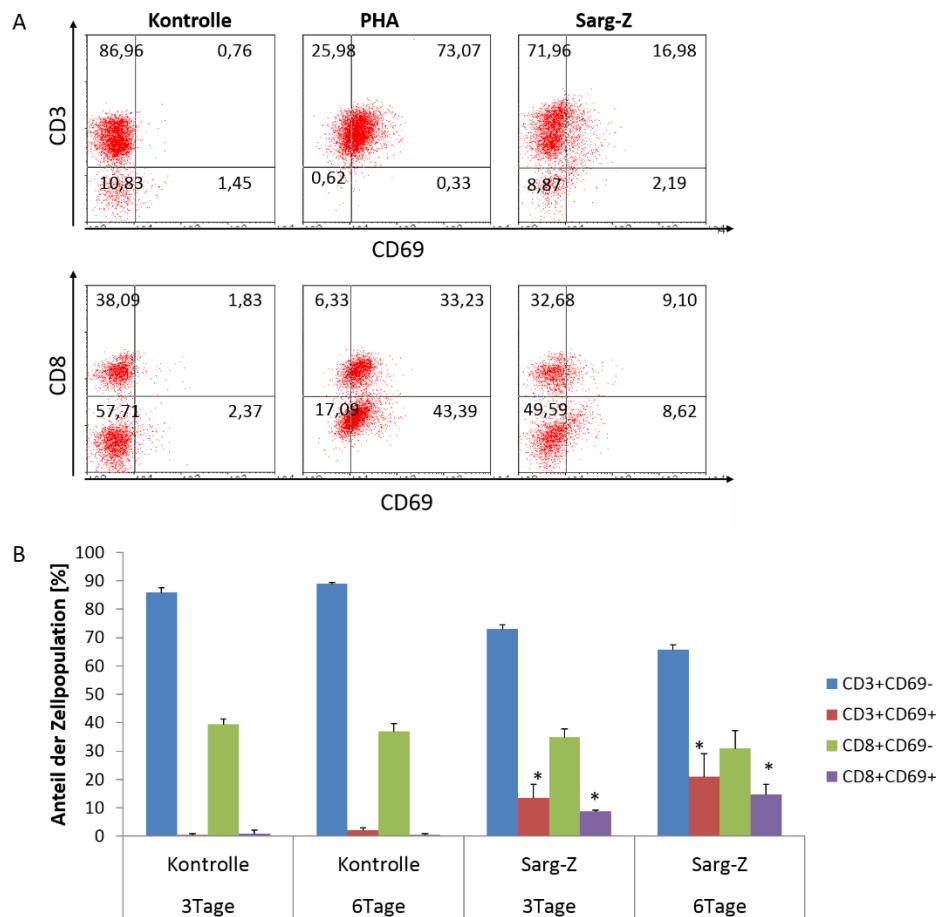 A
Kontrolle PHA Sarg-Z
86,96 0,76 25,98 73,07 71,96 16,98
CD3
10,83 1,45 0,62 0,33 8,87 2,19
CD69
38,09 1,83 6,33 33,23 32,68 9,10
CD8
57,71 2,37 17,09 43,39 49,59 8,62
CD69
B
Anteil der Zellpopulation [%]
100
90
80
70
60
50
40
30
20
10
0
* * * *
CD3+CD69-
CD3+CD69+
CD8+CD69-
CD8+CD69+
Kontrolle Kontrolle Sarg-Z Sarg-Z
3Tage 6Tage 3Tage 6Tage